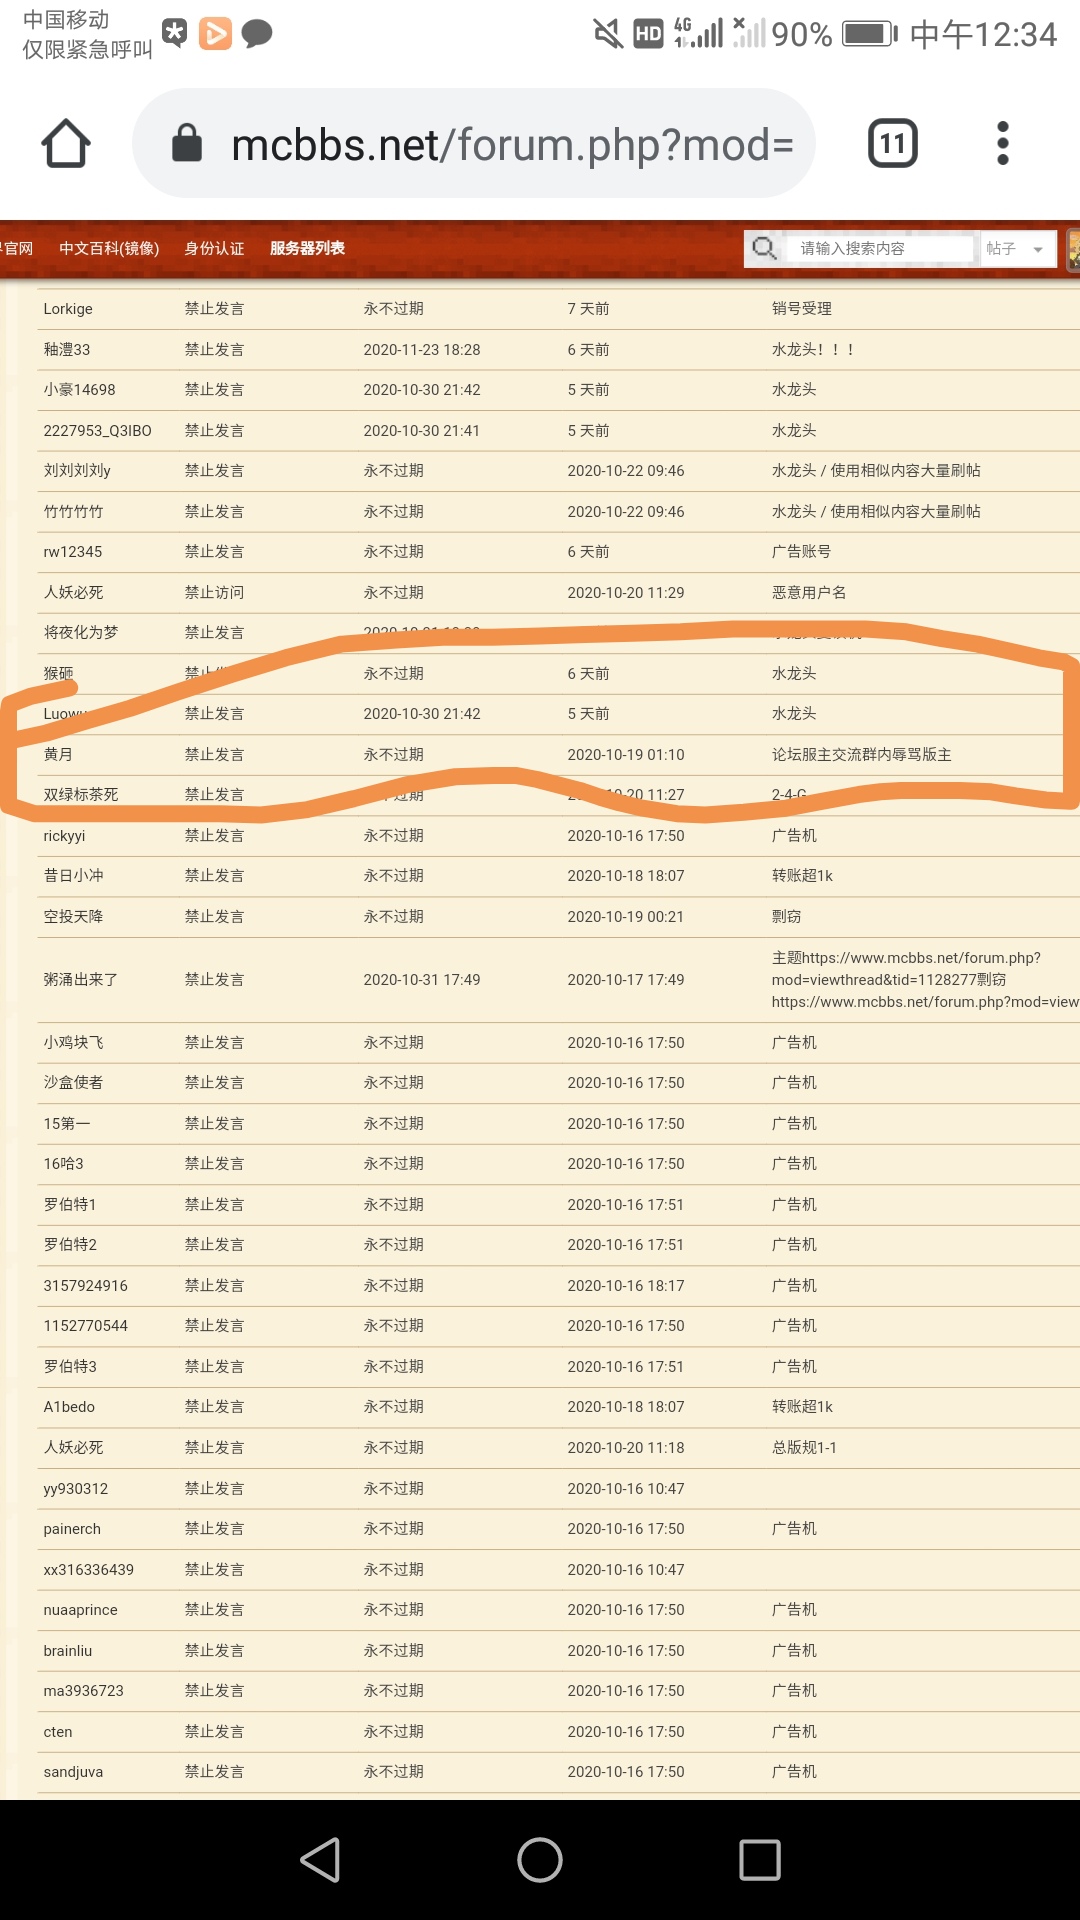 中国移动
仅限紧急呼叫
HD 4G 90% 中午12:34
mcbbs.net/forum.php?mod=
11
官网 中文百科(镜像) 身份认证 服务器列表 请输入搜索内容 帖子
Lorkige 禁止发言 永不过期 7 天前 销号受理
釉澧33 禁止发言 2020-11-23 18:28 6 天前 水龙头！！！
小豪14698 禁止发言 2020-10-30 21:42 5 天前 水龙头
2227953_Q3IBO 禁止发言 2020-10-30 21:41 5 天前 水龙头
刘刘刘刘y 禁止发言 永不过期 2020-10-22 09:46 水龙头 / 使用相似内容大量刷帖
竹竹竹竹 禁止发言 永不过期 2020-10-22 09:46 水龙头 / 使用相似内容大量刷帖
rw12345 禁止发言 永不过期 6 天前 广告账号
人妖必死 禁止访问 永不过期 2020-10-20 11:29 恶意用户名
将夜化为梦 禁止发言
猴砸 永不过期 6 天前 水龙头
禁止发言 2020-10-30 21:42 5 天前 水龙头
黄月 禁止发言 永不过期 2020-10-19 01:10 论坛服主交流群内辱骂版主
双绿标茶死 禁止发言 永不过期 2020-10-20 11:27 2-4-G
rickyyi 禁止发言 永不过期 2020-10-16 17:50 广告机
昔日小冲 禁止发言 永不过期 2020-10-18 18:07 转账超1k
空投天降 禁止发言 永不过期 2020-10-19 00:21 剽窃
粥涌出来了 禁止发言 2020-10-31 17:49 2020-10-17 17:49 主题https://www.mcbbs.net/forum.php?
mod=viewthread&tid=1128277剽窃
https://www.mcbbs.net/forum.php?mod=view
小鸡块飞 禁止发言 永不过期 2020-10-16 17:50 广告机
沙盒使者 禁止发言 永不过期 2020-10-16 17:50 广告机
15第一 禁止发言 永不过期 2020-10-16 17:50 广告机
16哈3 禁止发言 永不过期 2020-10-16 17:50 广告机
罗伯特1 禁止发言 永不过期 2020-10-16 17:51 广告机
罗伯特2 禁止发言 永不过期 2020-10-16 17:51 广告机
3157924916 禁止发言 永不过期 2020-10-16 18:17 广告机
1152770544 禁止发言 永不过期 2020-10-16 17:50 广告机
罗伯特3 禁止发言 永不过期 2020-10-16 17:51 广告机
A1bedo 禁止发言 永不过期 2020-10-18 18:07 转账超1k
人妖必死 禁止发言 永不过期 2020-10-20 11:18 总版规1-1
yy930312 禁止发言 永不过期 2020-10-16 10:47
painerch 禁止发言 永不过期 2020-10-16 17:50 广告机
xx316336439 禁止发言 永不过期 2020-10-16 10:47
nuaaprince 禁止发言 永不过期 2020-10-16 17:50 广告机
brainliu 禁止发言 永不过期 2020-10-16 17:50 广告机
ma3936723 禁止发言 永不过期 2020-10-16 17:50 广告机
cten 禁止发言 永不过期 2020-10-16 17:50 广告机
sandjuva 禁止发言 永不过期 2020-10-16 17:50 广告机